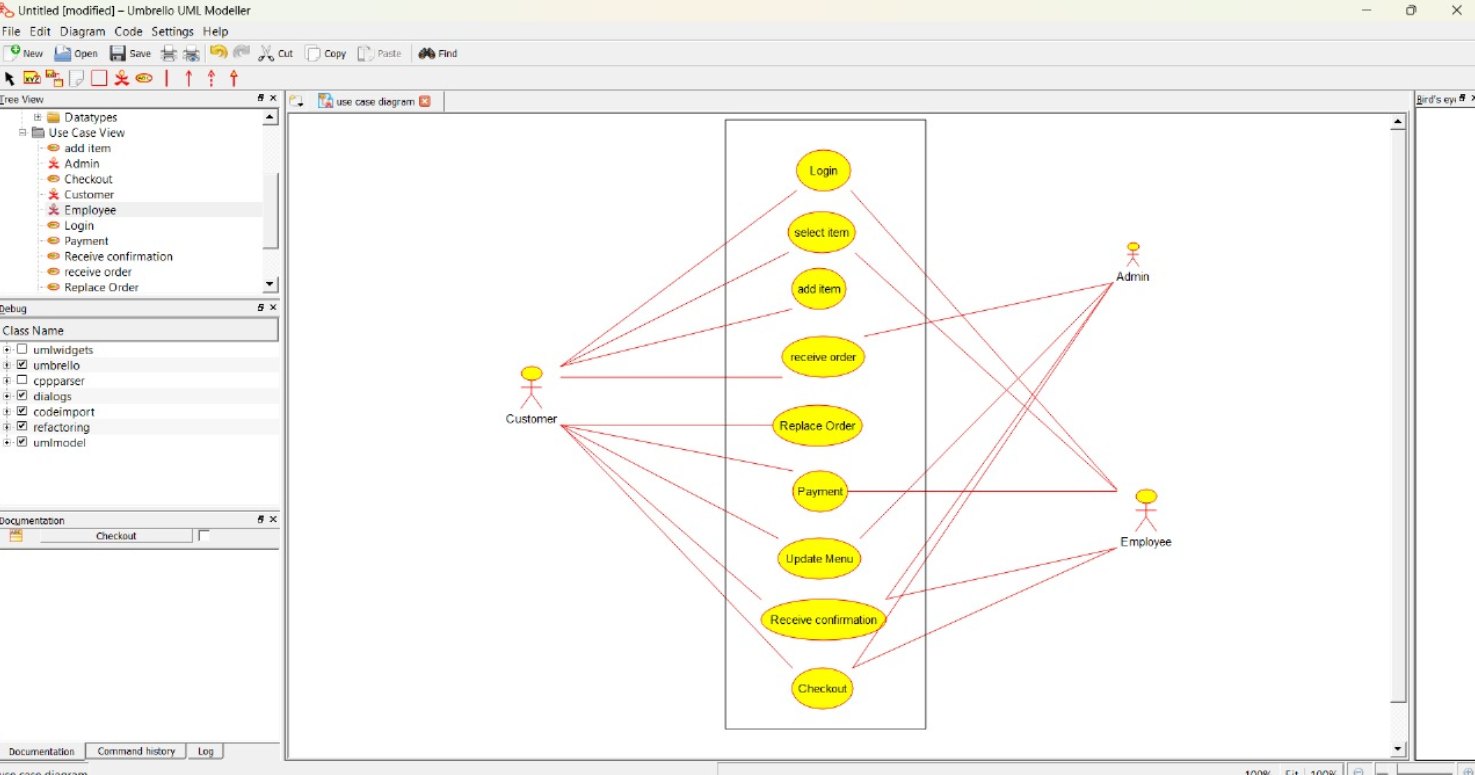 Untitled [modified] – Umbrello UML Modeller
File Edit Diagram Code Settings Help
New Open Save Cut Copy Paste Find
Tree View
use case diagram
Bird's eye
Datatypes
Use Case View
add item
Admin
Checkout
Customer
Employee
Login
Payment
Receive confirmation
receive order
Replace Order
Debug
Class Name
umlwidgets
umbrello
cppparser
dialogs
codeimport
refactoring
umlmodel
Documentation
Checkout
Documentation Command history Log
Login
select item
add item
receive order
Replace Order
Payment
Update Menu
Receive confirmation
Checkout
Customer
Admin
Employee
use case diagram
100% Fit 100%